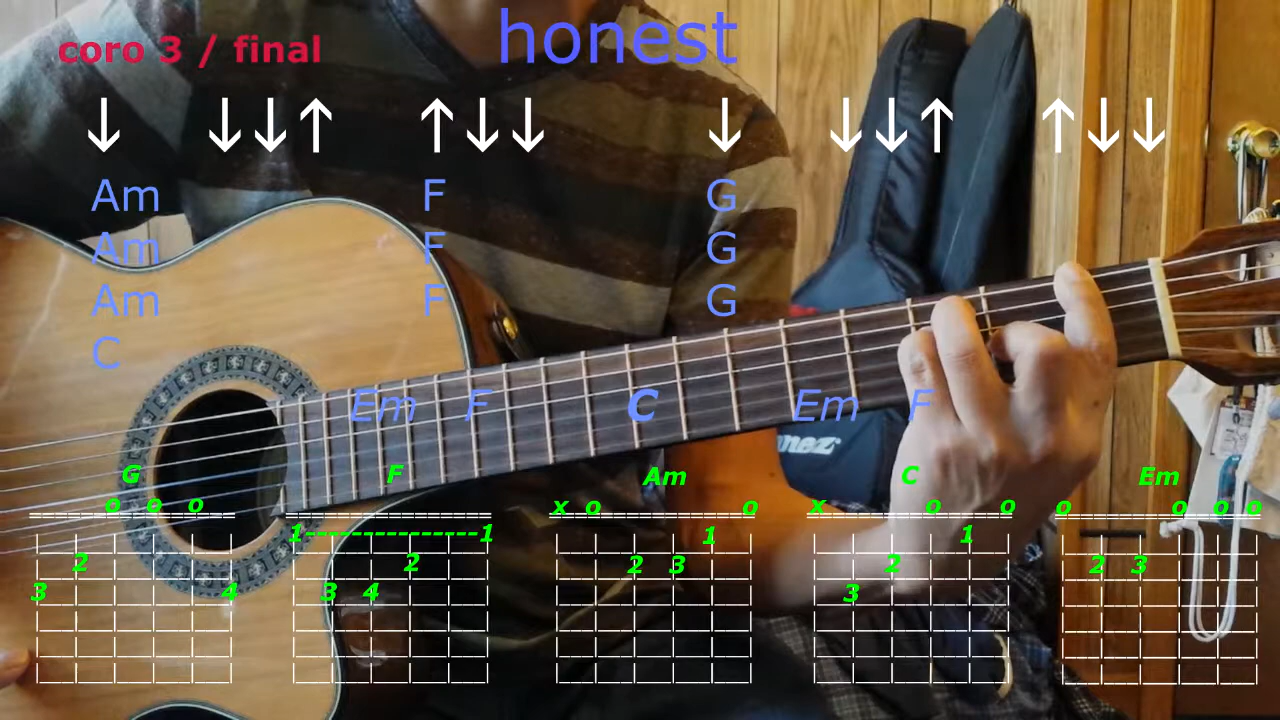 honest
coro 3 / final
↓ ↓↓↑ ↑↓↓ ↓ ↓↓↑ ↑↓↓
Am F G
Am F G
Am F G
C
Em F C Em F
nez
G F Am C Em
o o o x o o x o o o o o o
1---------------1 1 1
2 2 2 3 2 2 3
3 4 3 4 3